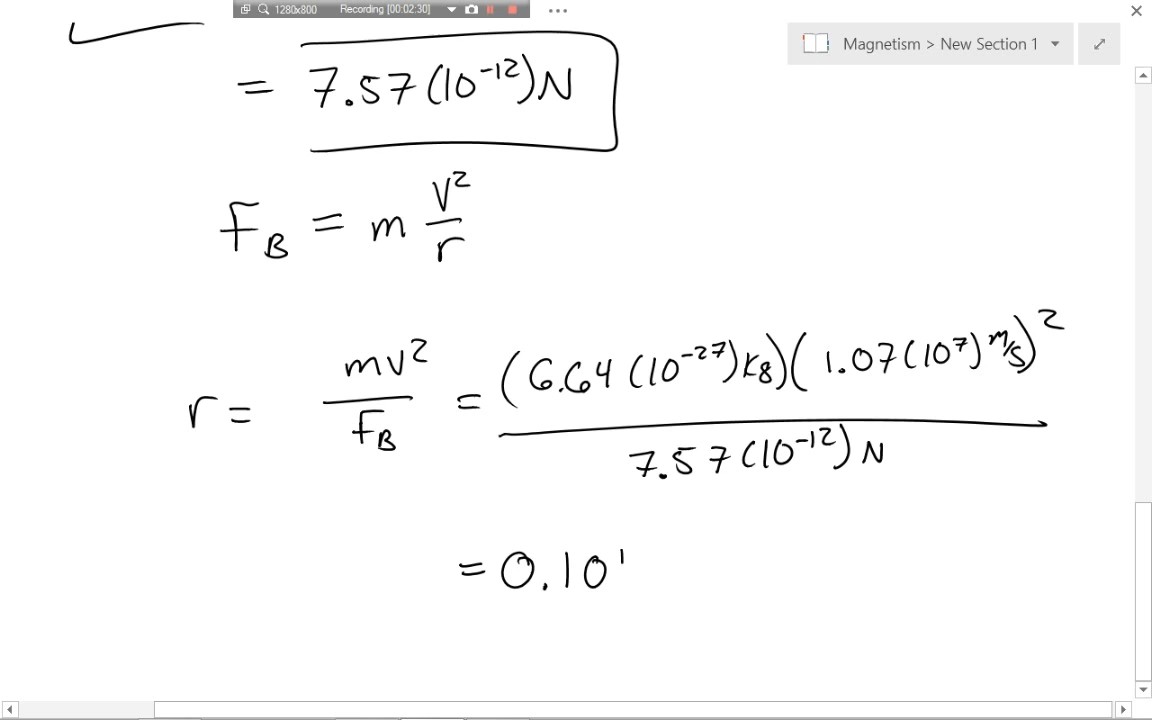 1280x800 Recording [00:02:30]
Magnetism > New Section 1
= 7.57(10⁻¹²)N
F_B = m v²/r
r = mv²/F_B = (6.64(10⁻²⁷)kg)(1.07(10⁷)m/s)²/7.57(10⁻¹²)N
= 0.10